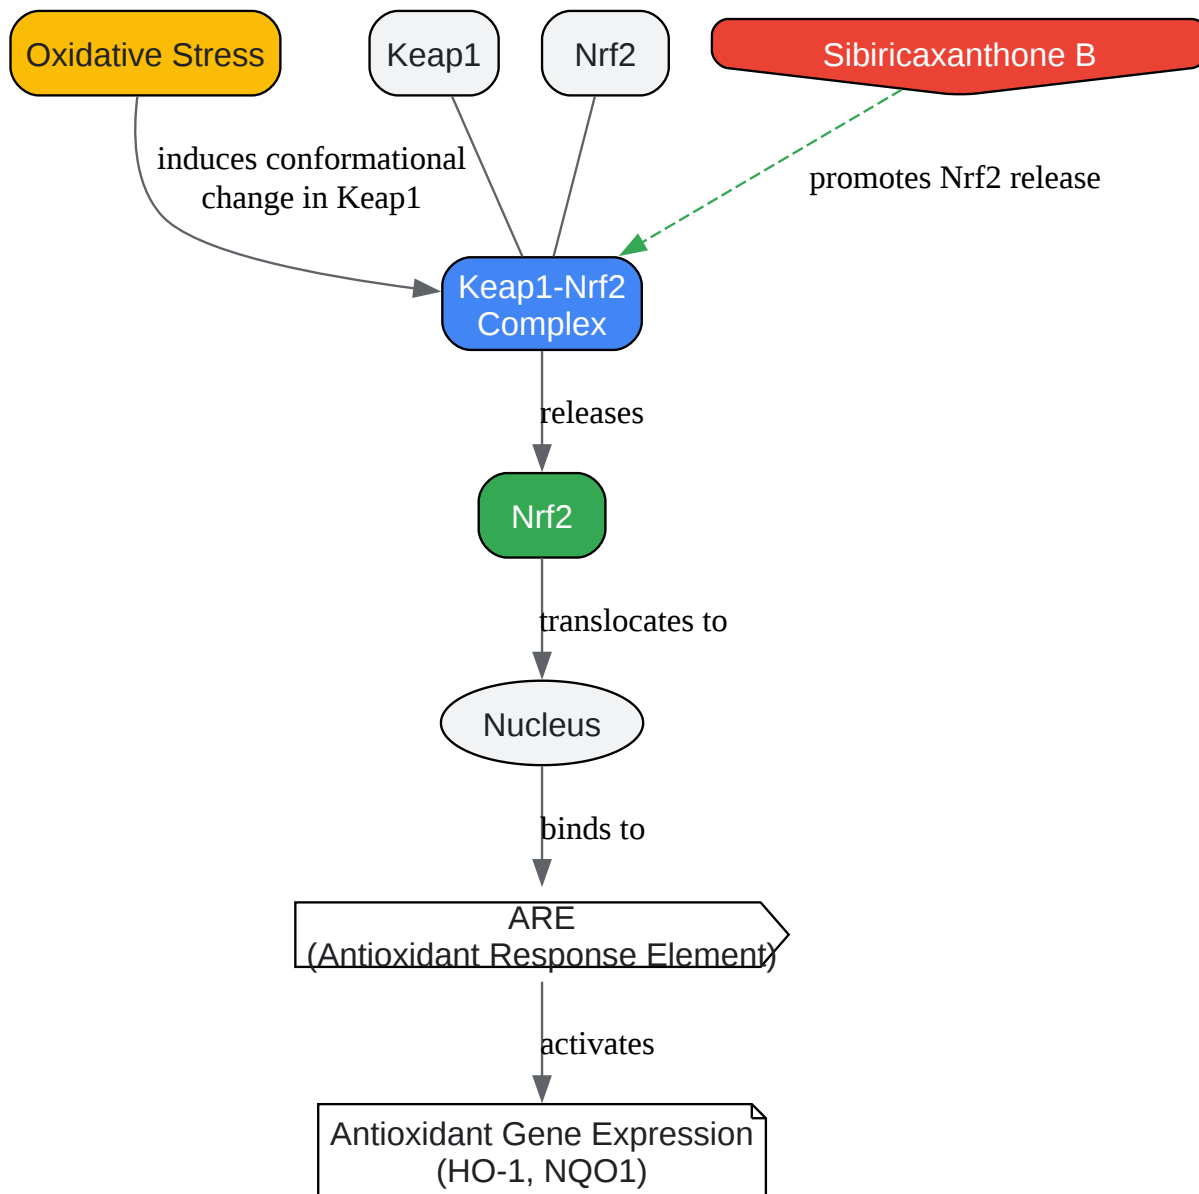 Oxidative Stress
Keap1
Nrf2
Sibiricaxanthone B
induces conformational
change in Keap1
promotes Nrf2 release
Keap1-Nrf2
Complex
releases
Nrf2
translocates to
Nucleus
binds to
ARE
(Antioxidant Response Element)
activates
Antioxidant Gene Expression
(HO-1, NQO1)